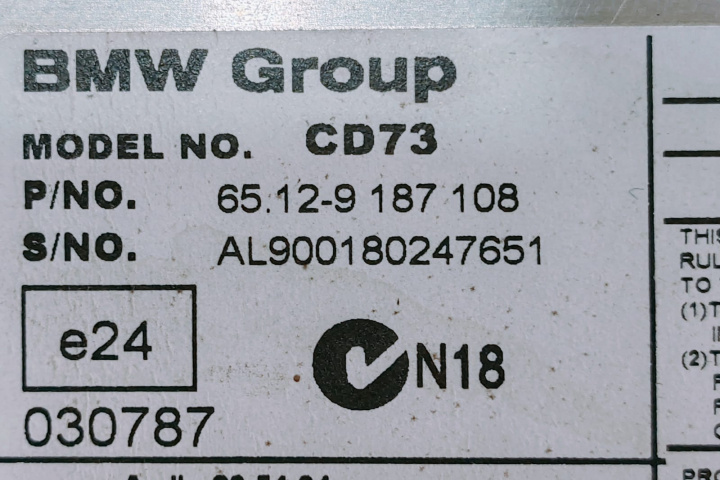 BMW Group
MODEL NO. CD73
P/NO. 65.12-9 187 108
S/NO. AL900180247651
e24
N18
030787
THIS
RUL
TO
(1)T
(2)T
PRO